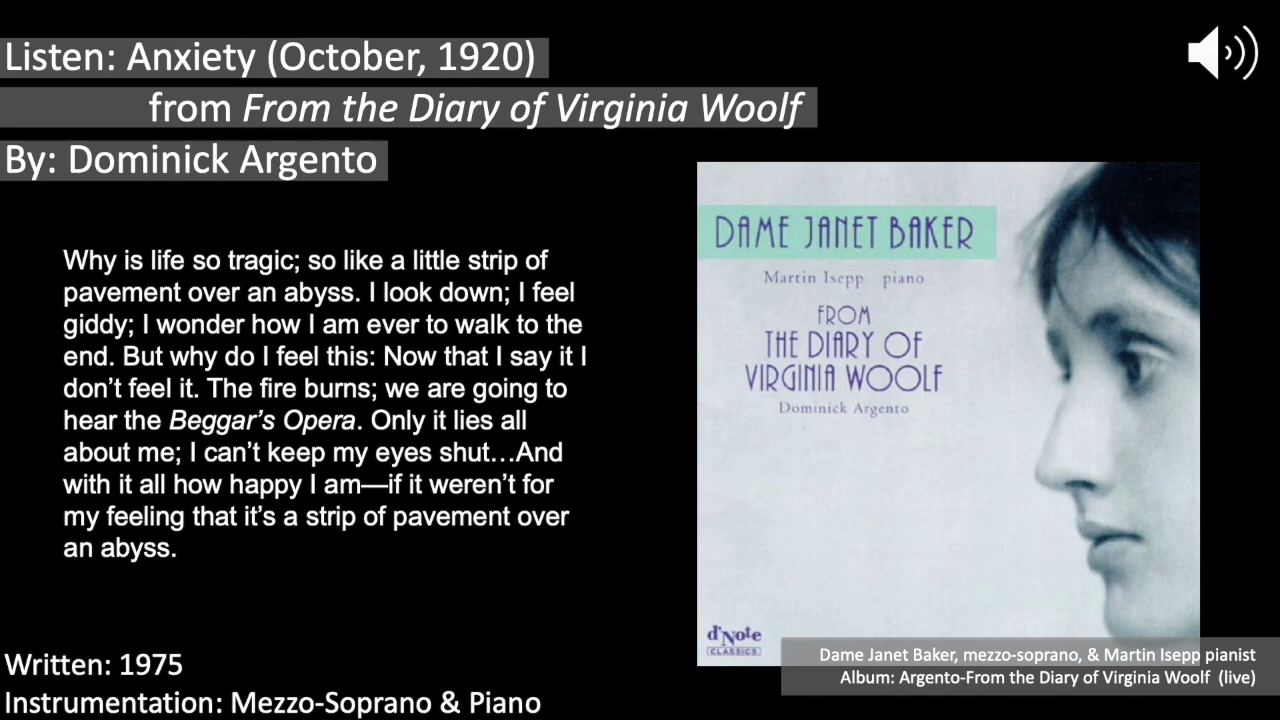 Listen: Anxiety (October, 1920)
from From the Diary of Virginia Woolf
By: Dominick Argento
Why is life so tragic; so like a little strip of
pavement over an abyss. I look down; I feel
giddy; I wonder how I am ever to walk to the
end. But why do I feel this: Now that I say it I
don’t feel it. The fire burns; we are going to
hear the Beggar’s Opera. Only it lies all
about me; I can’t keep my eyes shut…And
with it all how happy I am—if it weren’t for
my feeling that it’s a strip of pavement over
an abyss.
DAME JANET BAKER
Martin Isepp piano
FROM
THE DIARY OF
VIRGINIA WOOLF
Dominick Argento
d'Note
CLASSICS
Dame Janet Baker, mezzo-soprano, & Martin Isepp pianist
Album: Argento-From the Diary of Virginia Woolf (live)
Written: 1975
Instrumentation: Mezzo-Soprano & Piano